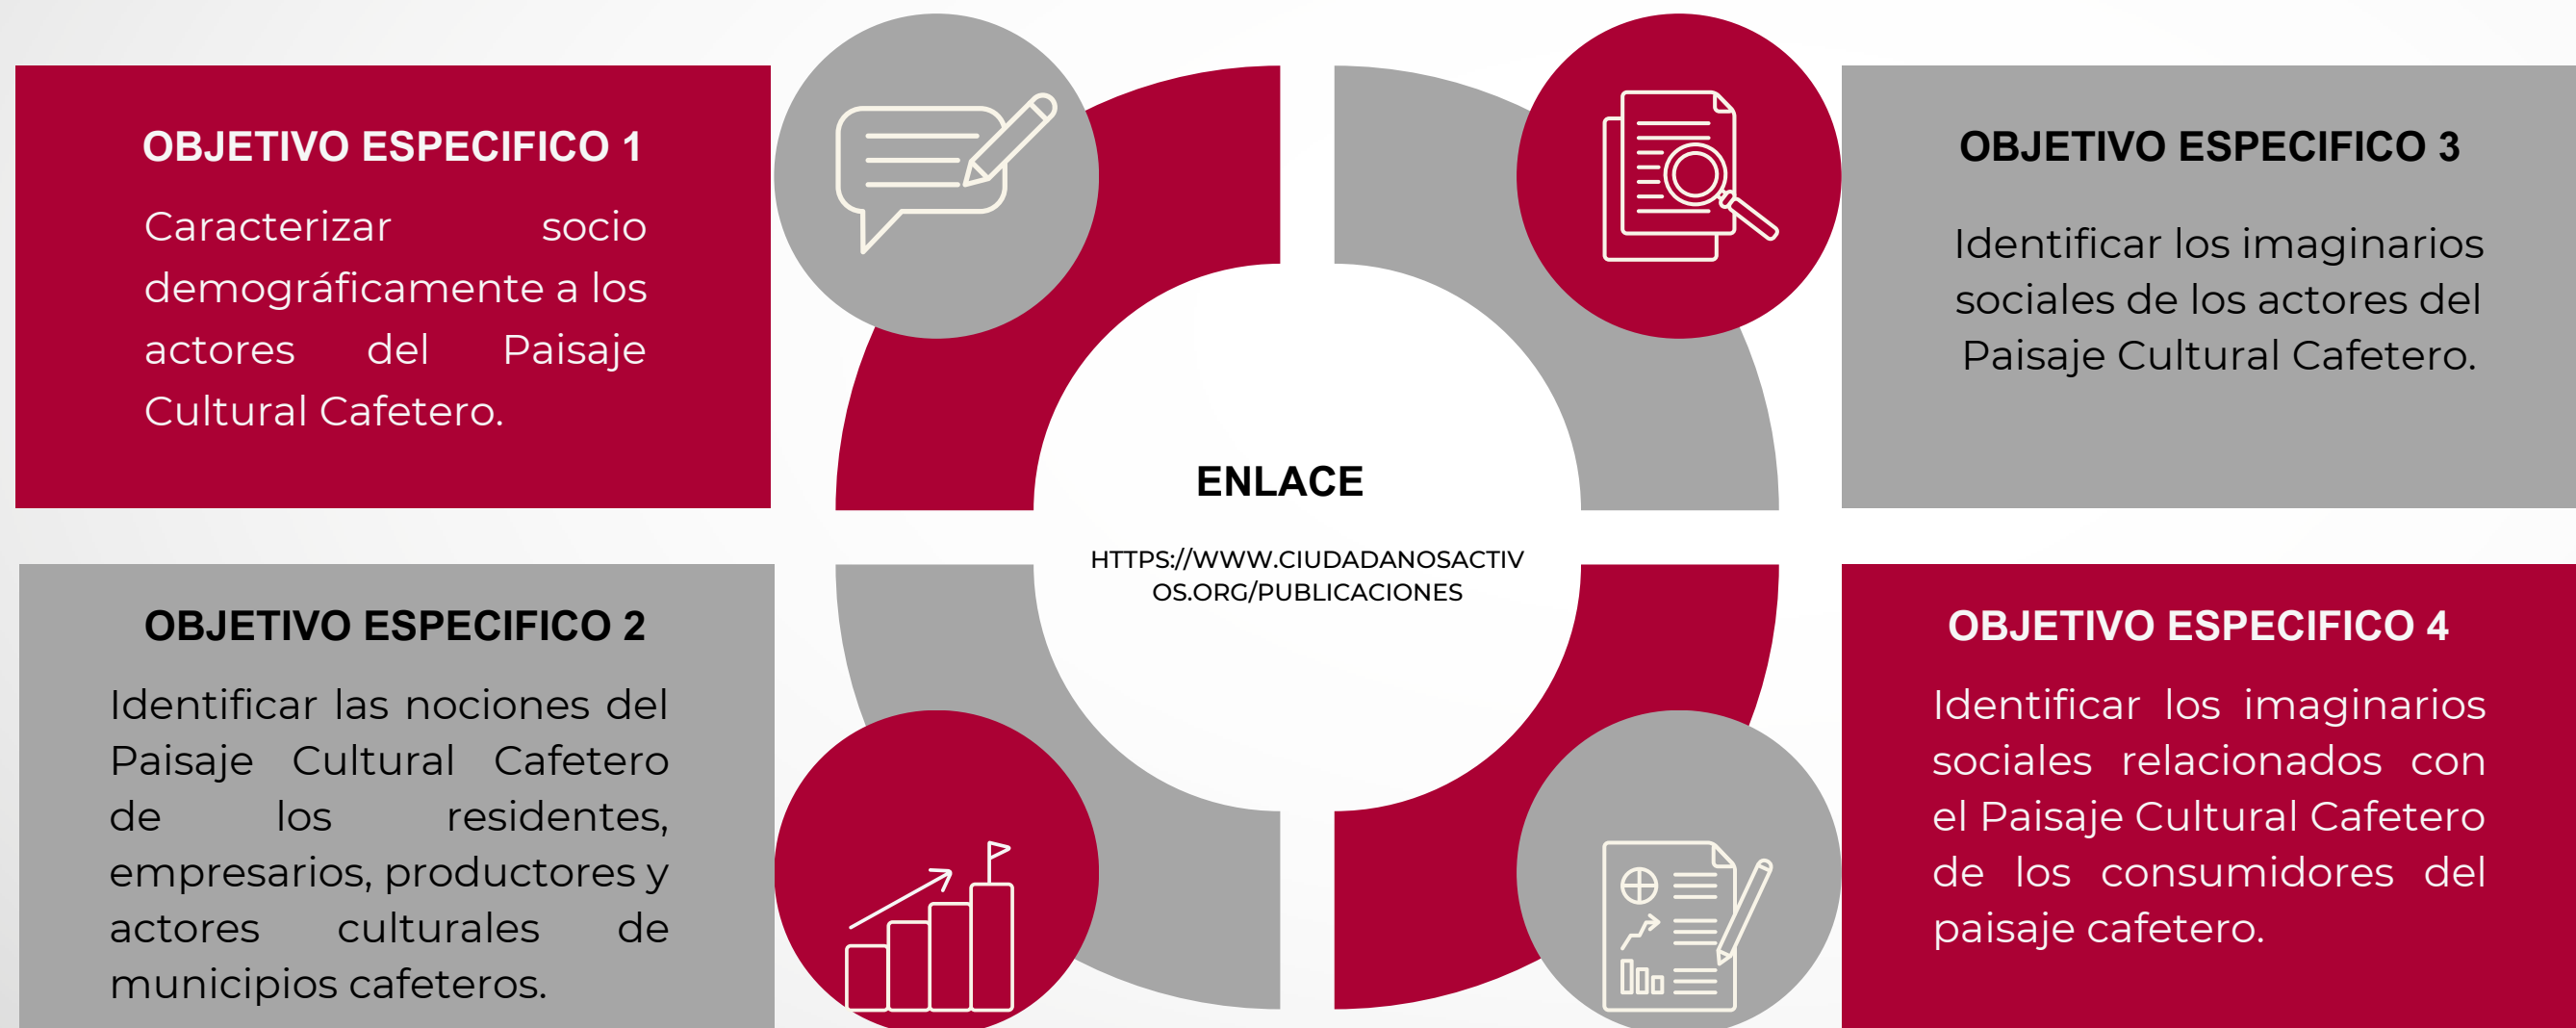 OBJETIVO ESPECIFICO 1
Caracterizar socio
demográficamente a los
actores del Paisaje
Cultural Cafetero.
OBJETIVO ESPECIFICO 2
Identificar las nociones del
Paisaje Cultural Cafetero
de los residentes,
empresarios, productores y
actores culturales de
municipios cafeteros.
ENLACE
HTTPS://WWW.CIUDADANOSACTIV
OS.ORG/PUBLICACIONES
OBJETIVO ESPECIFICO 3
Identificar los imaginarios
sociales de los actores del
Paisaje Cultural Cafetero.
OBJETIVO ESPECIFICO 4
Identificar los imaginarios
sociales relacionados con
el Paisaje Cultural Cafetero
de los consumidores del
paisaje cafetero.